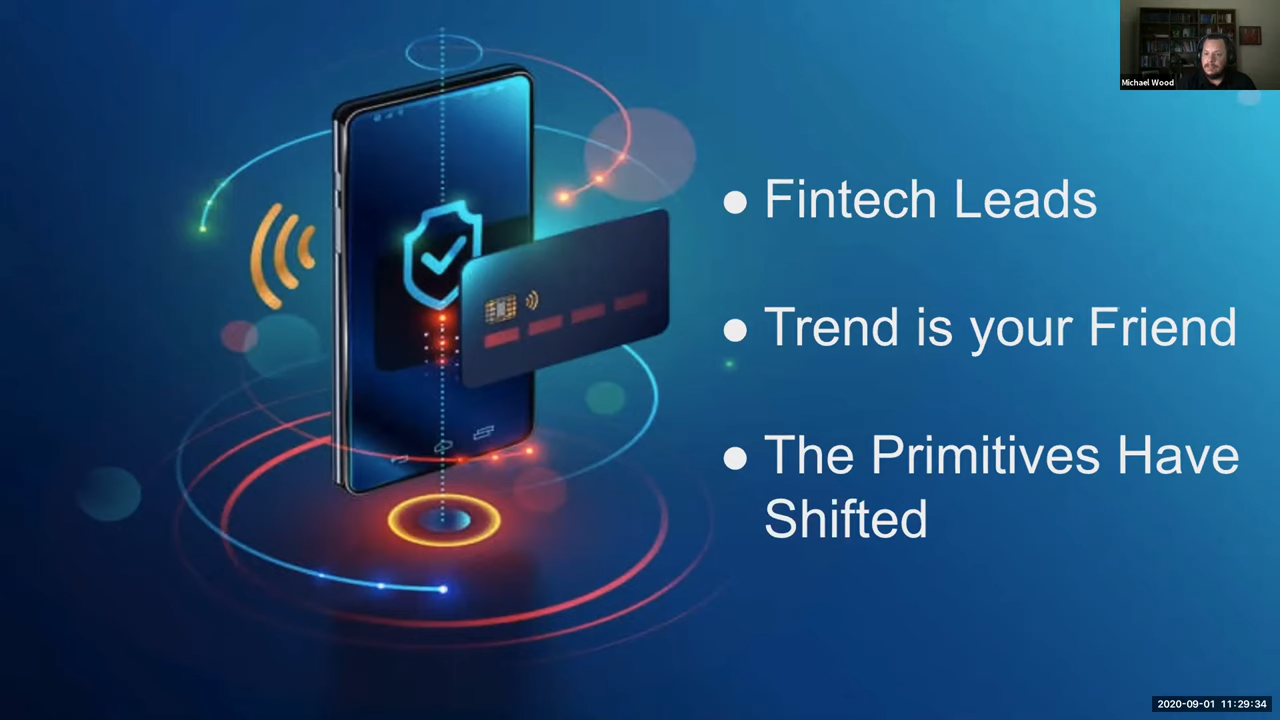 Michael Wood
● Fintech Leads
● Trend is your Friend
● The Primitives Have
Shifted
2020-09-01 11:29:34